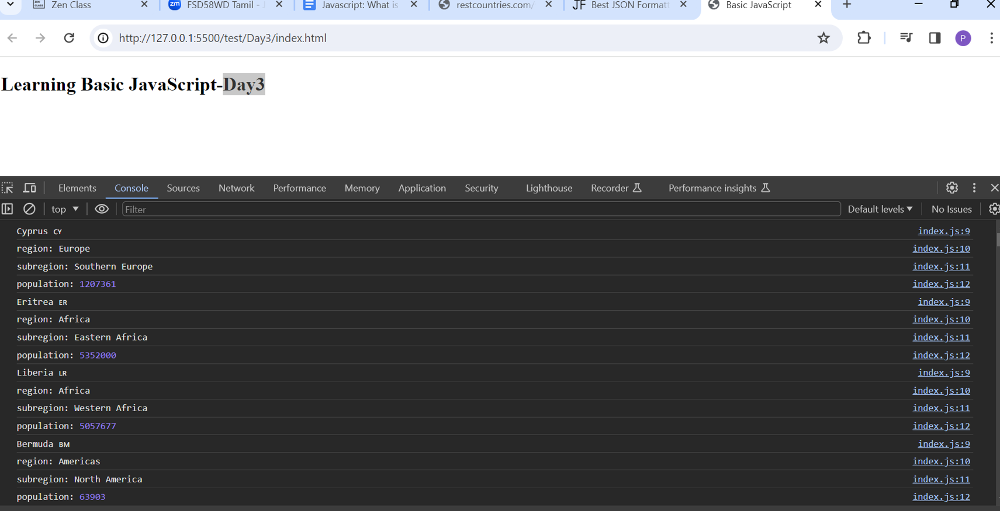 Zen Class
FSD58WD Tamil - J
Javascript: What is
restcountries.com/
JF Best JSON Formatt
Basic JavaScript
http://127.0.0.1:5500/test/Day3/index.html
P
Learning Basic JavaScript-Day3
Elements Console Sources Network Performance Memory Application Security Lighthouse Recorder Performance insights
top Filter Default levels No Issues
Cyprus CY index.js:9
region: Europe index.js:10
subregion: Southern Europe index.js:11
population: 1207361 index.js:12
Eritrea ER index.js:9
region: Africa index.js:10
subregion: Eastern Africa index.js:11
population: 5352000 index.js:12
Liberia LR index.js:9
region: Africa index.js:10
subregion: Western Africa index.js:11
population: 5057677 index.js:12
Bermuda BM index.js:9
region: Americas index.js:10
subregion: North America index.js:11
population: 63903 index.js:12